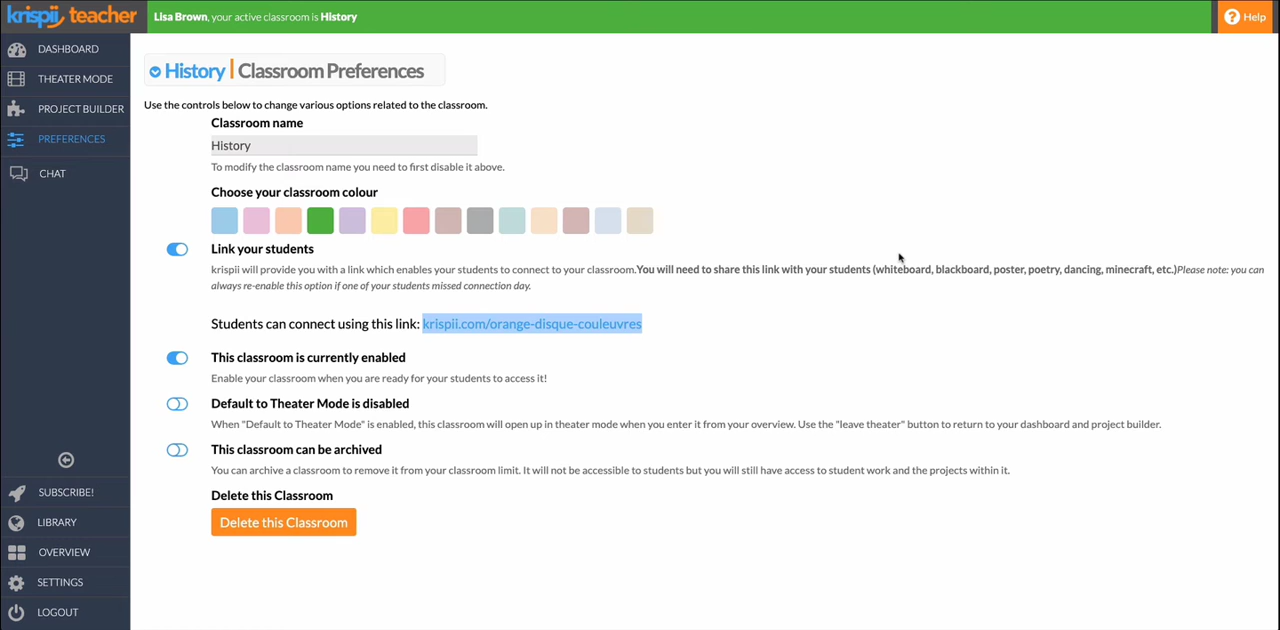 krispii teacher
Lisa Brown, your active classroom is History
Help
DASHBOARD
THEATER MODE
PROJECT BUILDER
PREFERENCES
CHAT
SUBSCRIBE!
LIBRARY
OVERVIEW
SETTINGS
LOGOUT
History | Classroom Preferences
Use the controls below to change various options related to the classroom.
Classroom name
History
To modify the classroom name you need to first disable it above.
Choose your classroom colour
Link your students
krispii will provide you with a link which enables your students to connect to your classroom.You will need to share this link with your students (whiteboard, blackboard, poster, poetry, dancing, minecraft, etc.)Please note: you can
always re-enable this option if one of your students missed connection day.
Students can connect using this link: krispii.com/orange-disque-couleuvres
This classroom is currently enabled
Enable your classroom when you are ready for your students to access it!
Default to Theater Mode is disabled
When "Default to Theater Mode" is enabled, this classroom will open up in theater mode when you enter it from your overview. Use the "leave theater" button to return to your dashboard and project builder.
This classroom can be archived
You can archive a classroom to remove it from your classroom limit. It will not be accessible to students but you will still have access to student work and the projects within it.
Delete this Classroom
Delete this Classroom